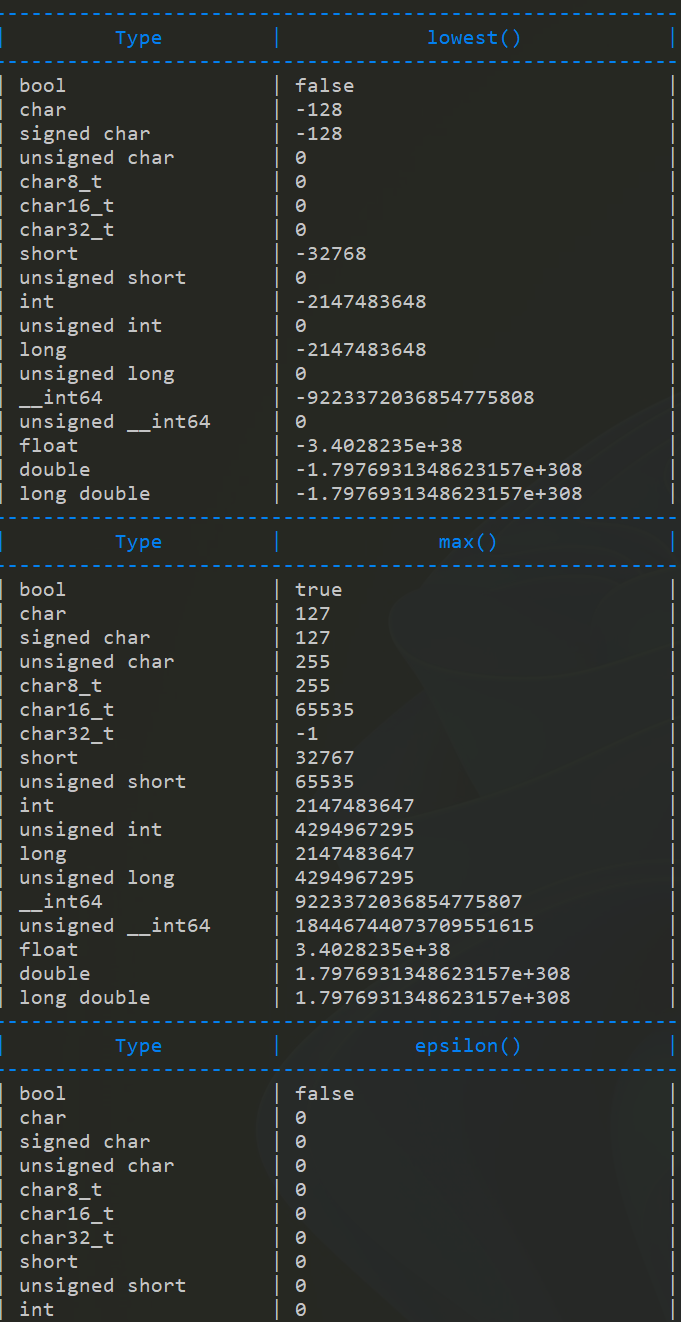 ---------------------------------------------------------
| Type | lowest() |
---------------------------------------------------------
| bool | false |
| char | -128 |
| signed char | -128 |
| unsigned char | 0 |
| char8_t | 0 |
| char16_t | 0 |
| char32_t | 0 |
| short | -32768 |
| unsigned short | 0 |
| int | -2147483648 |
| unsigned int | 0 |
| long | -2147483648 |
| unsigned long | 0 |
| __int64 | -9223372036854775808 |
| unsigned __int64 | 0 |
| float | -3.4028235e+38 |
| double | -1.7976931348623157e+308 |
| long double | -1.7976931348623157e+308 |
---------------------------------------------------------
| Type | max() |
---------------------------------------------------------
| bool | true |
| char | 127 |
| signed char | 127 |
| unsigned char | 255 |
| char8_t | 255 |
| char16_t | 65535 |
| char32_t | -1 |
| short | 32767 |
| unsigned short | 65535 |
| int | 2147483647 |
| unsigned int | 4294967295 |
| long | 2147483647 |
| unsigned long | 4294967295 |
| __int64 | 9223372036854775807 |
| unsigned __int64 | 18446744073709551615 |
| float | 3.4028235e+38 |
| double | 1.7976931348623157e+308 |
| long double | 1.7976931348623157e+308 |
---------------------------------------------------------
| Type | epsilon() |
---------------------------------------------------------
| bool | false |
| char | 0 |
| signed char | 0 |
| unsigned char | 0 |
| char8_t | 0 |
| char16_t | 0 |
| char32_t | 0 |
| short | 0 |
| unsigned short | 0 |
| int | 0 |